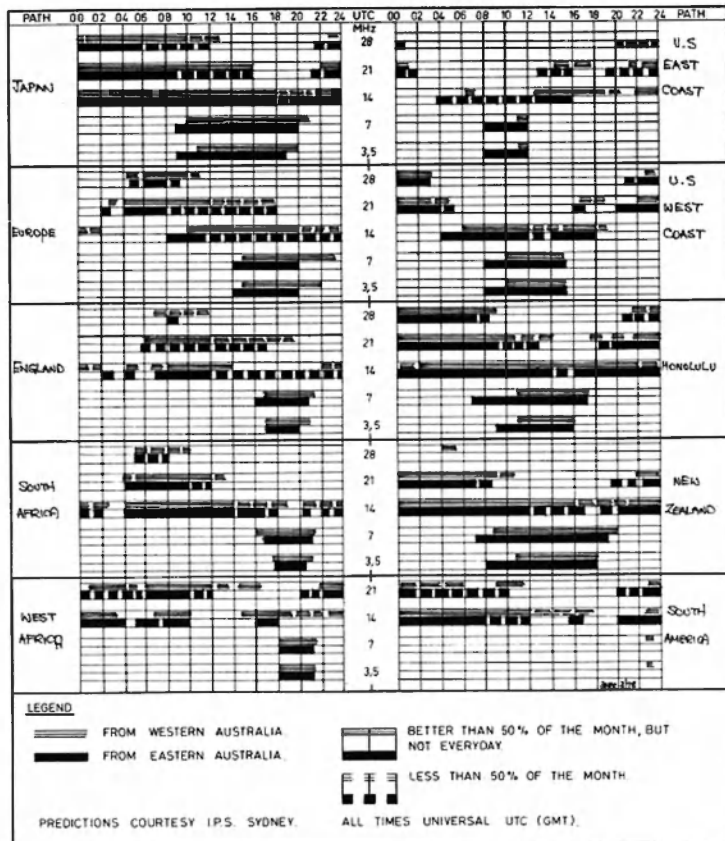 PATH 00 02 04 06 08 10 12 14 16 18 20 22 24 UTC 00 02 04 06 08 10 12 14 16 18 20 22 24 PATH
MHz
JAPAN
28
21
14
7
3,5
U.S
EAST
COAST
EUROPE
28
21
14
7
3,5
U.S
WEST
COAST
ENGLAND
28
21
14
7
3,5
HONOLULU
SOUTH
AFRICA
28
21
14
7
3,5
NEW
ZEALAND
WEST
AFRICA
21
14
7
3,5
SOUTH
AMERICA
LEGEND
FROM WESTERN AUSTRALIA.
FROM EASTERN AUSTRALIA.
BETTER THAN 50% OF THE MONTH, BUT
NOT EVERYDAY.
LESS THAN 50% OF THE MONTH.
PREDICTIONS COURTESY I.P.S. SYDNEY.
ALL TIMES UNIVERSAL UTC (GMT).